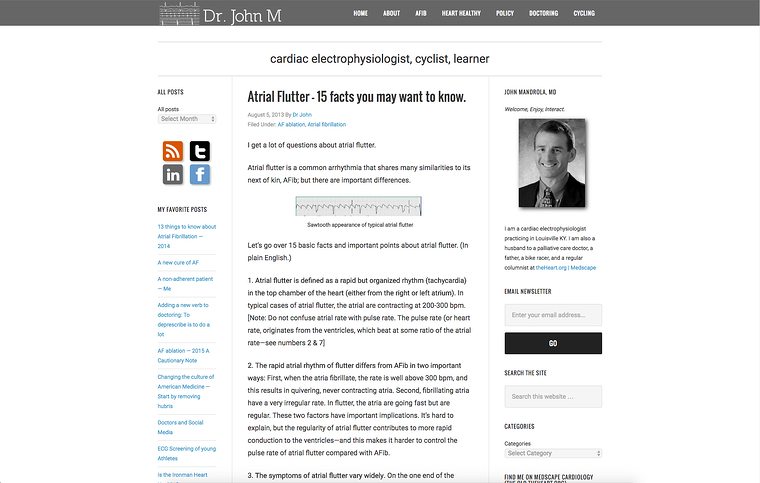 Dr. John M
HOME ABOUT AFIB HEART HEALTHY POLICY DOCTORING CYCLING
cardiac electrophysiologist, cyclist, learner
ALL POSTS
All posts
Select Month
MY FAVORITE POSTS
13 things to know about
Atrial Fibrillation —
2014
A new cure of AF
A non-adherent patient
— Me
Adding a new verb to
doctoring: To
deprescribe is to do a
lot
AF ablation — 2015 A
Cautionary Note
Changing the culture of
American Medicine —
Start by removing
hubris
Doctors and Social
Media
ECG Screening of young
Athletes
Is the Ironman Heart
Atrial Flutter - 15 facts you may want to know.
August 5, 2013 By Dr John
Filed Under: AF ablation, Atrial fibrillation
I get a lot of questions about atrial flutter.
Atrial flutter is a common arrhythmia that shares many similarities to its
next of kin, AFib; but there are important differences.
Sawtooth appearance of typical atrial flutter
Let's go over 15 basic facts and important points about atrial flutter. (In
plain English.)
1. Atrial flutter is defined as a rapid but organized rhythm (tachycardia)
in the top chamber of the heart (either from the right or left atrium). In
typical cases of atrial flutter, the atrial are contracting at 200-300 bpm.
[Note: Do not confuse atrial rate with pulse rate. The pulse rate (or heart
rate, originates from the ventricles, which beat at some ratio of the atrial
rate—see numbers 2 & 7]
2. The rapid atrial rhythm of flutter differs from AFib in two important
ways: First, when the atria fibrillate, the rate is well above 300 bpm, and
this results in quivering, never contracting atria. Second, fibrillating atria
have a very irregular rate. In flutter, the atria are going fast but are
regular. These two factors have important implications. It's hard to
explain, but the regularity of atrial flutter contributes to more rapid
conduction to the ventricles—and this makes it harder to control the
pulse rate of atrial flutter compared with AFib.
3. The symptoms of atrial flutter vary widely. On the one end of the
JOHN MANDROLA, MD
Welcome, Enjoy, Interact.
I am a cardiac electrophysiologist
practicing in Louisville KY. I am also a
husband to a palliative care doctor, a
father, a bike racer, and a regular
columnist at theHeart.org | Medscape
EMAIL NEWSLETTER
Enter your email address...
GO
SEARCH THE SITE
Search this website ...
CATEGORIES
Categories
Select Category
FIND ME ON MEDSCAPE CARDIOLOGY
(THE OLD THEHEART.ORG)